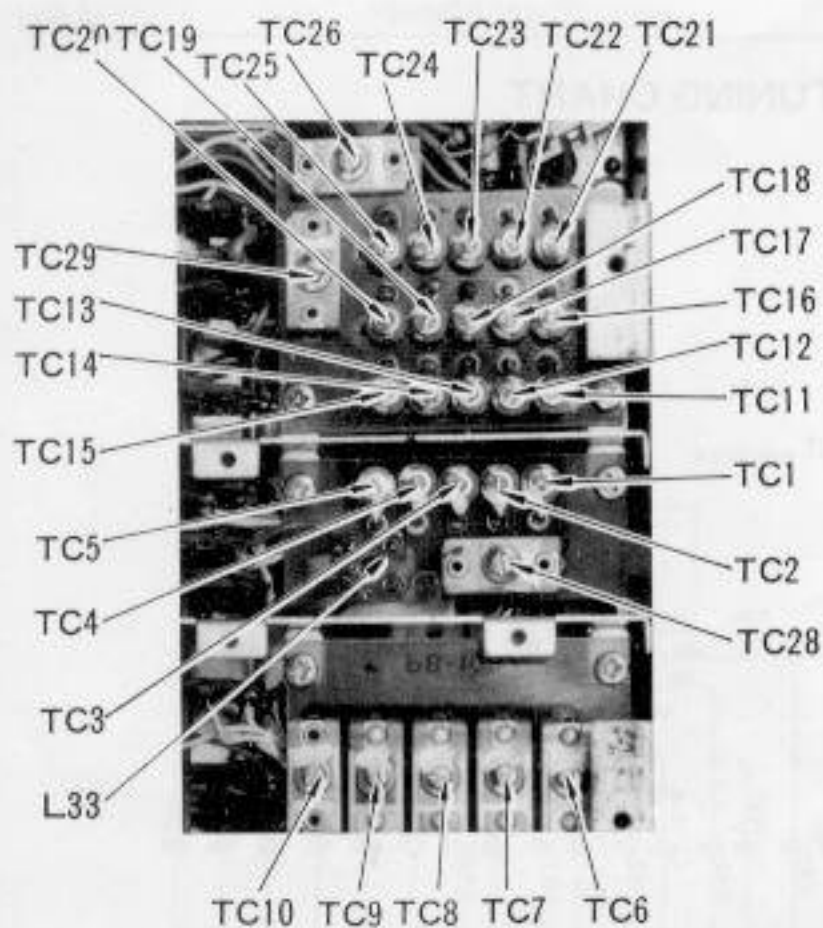 TC20 TC19 TC26 TC23 TC22 TC21
TC25 TC24
TC18
TC29 TC17
TC13 TC16
TC14 TC12
TC15 TC11
TC1
TC5 TC2
TC4 TC28
TC3
L33
TC10 TC9 TC8 TC7 TC6